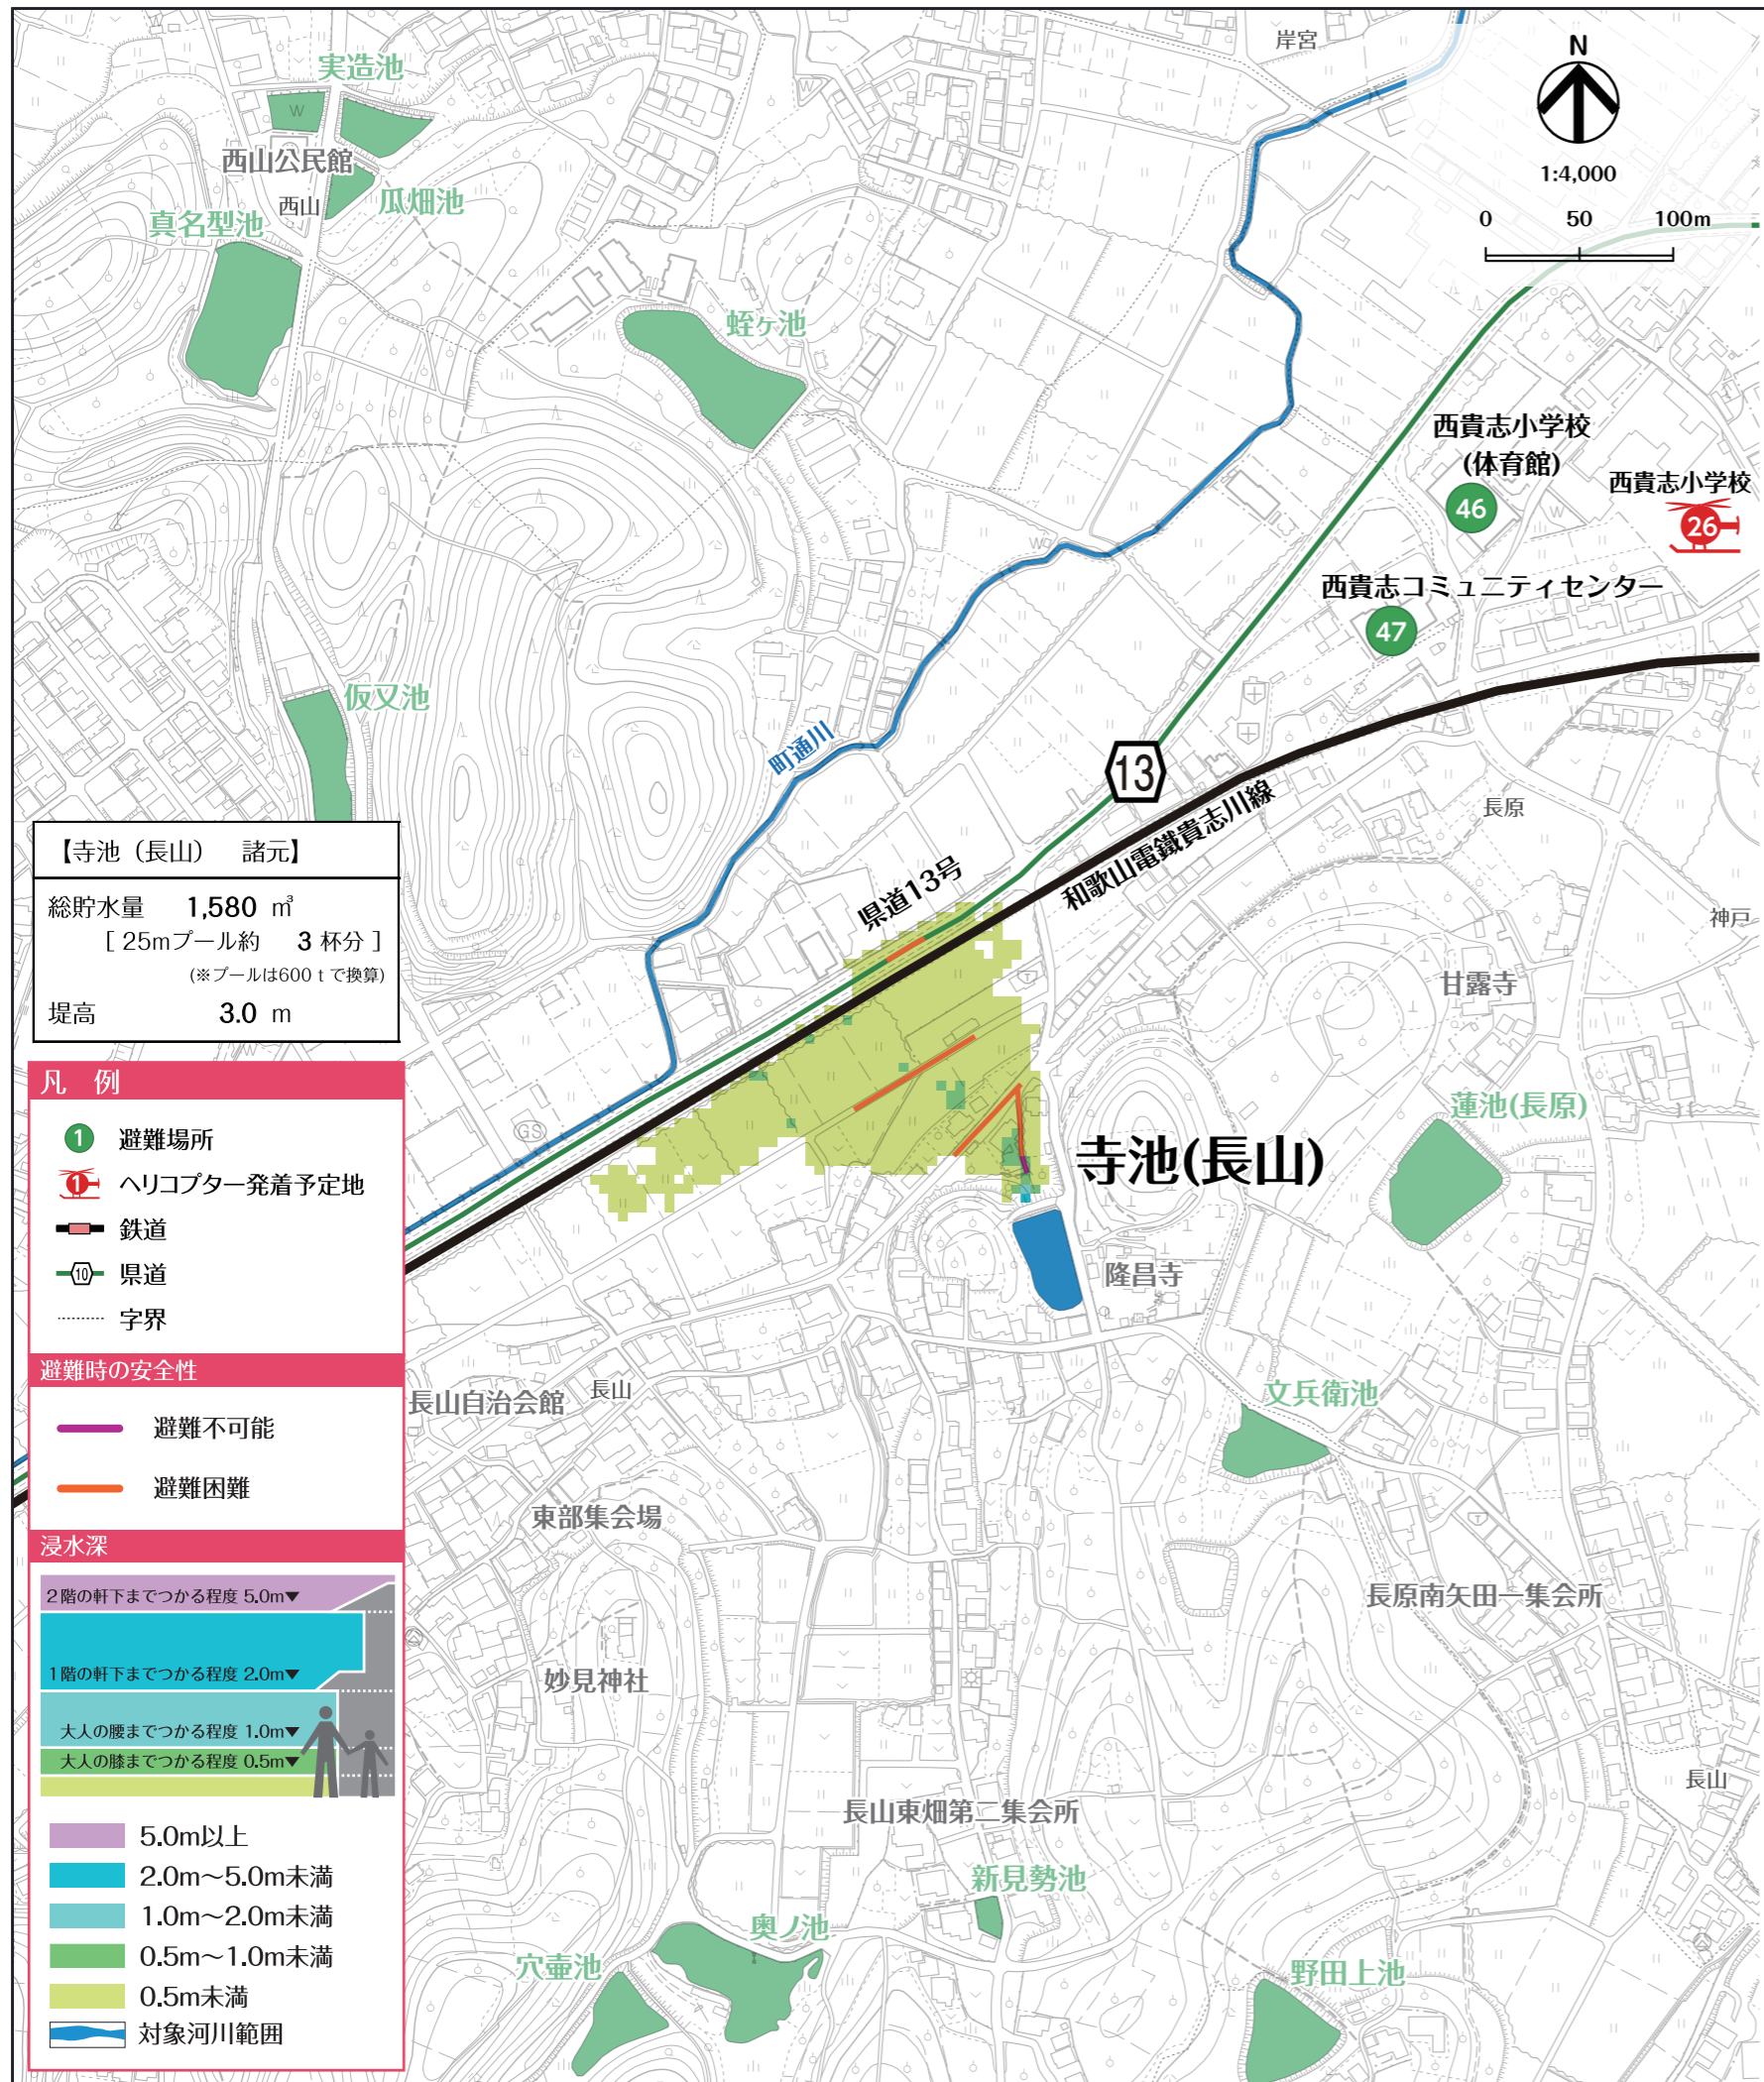 岸宮
N
1:4,000
0 50 100m
実造池
W
西山公民館
西山
瓜畑池
真名型池
蛭ヶ池
西貴志小学校
(体育館)
46
西貴志小学校
26
西貴志コミュニティセンター
47
仮又池
町通川
13
和歌山電鐵貴志川線
県道13号
長原
神戸
甘露寺
【寺池（長山） 諸元】
総貯水量 1,580 ㎥
［ 25mプール約 3 杯分 ］
(※プールは600ｔで換算)
堤高 3.0 m
GS
蓮池(長原)
寺池(長山)
隆昌寺
文兵衛池
長山自治会館
長山
東部集会場
長原南矢田一集会所
妙見神社
長山
長山東畑第二集会所
新見勢池
奥ノ池
穴壷池
野田上池
凡 例
1 避難場所
1 ヘリコプター発着予定地
鉄道
10 県道
字界
避難時の安全性
避難不可能
避難困難
浸水深
2階の軒下までつかる程度 5.0m▼
1階の軒下までつかる程度 2.0m▼
大人の腰までつかる程度 1.0m▼
大人の膝までつかる程度 0.5m▼
5.0m以上
2.0m～5.0m未満
1.0m～2.0m未満
0.5m～1.0m未満
0.5m未満
対象河川範囲